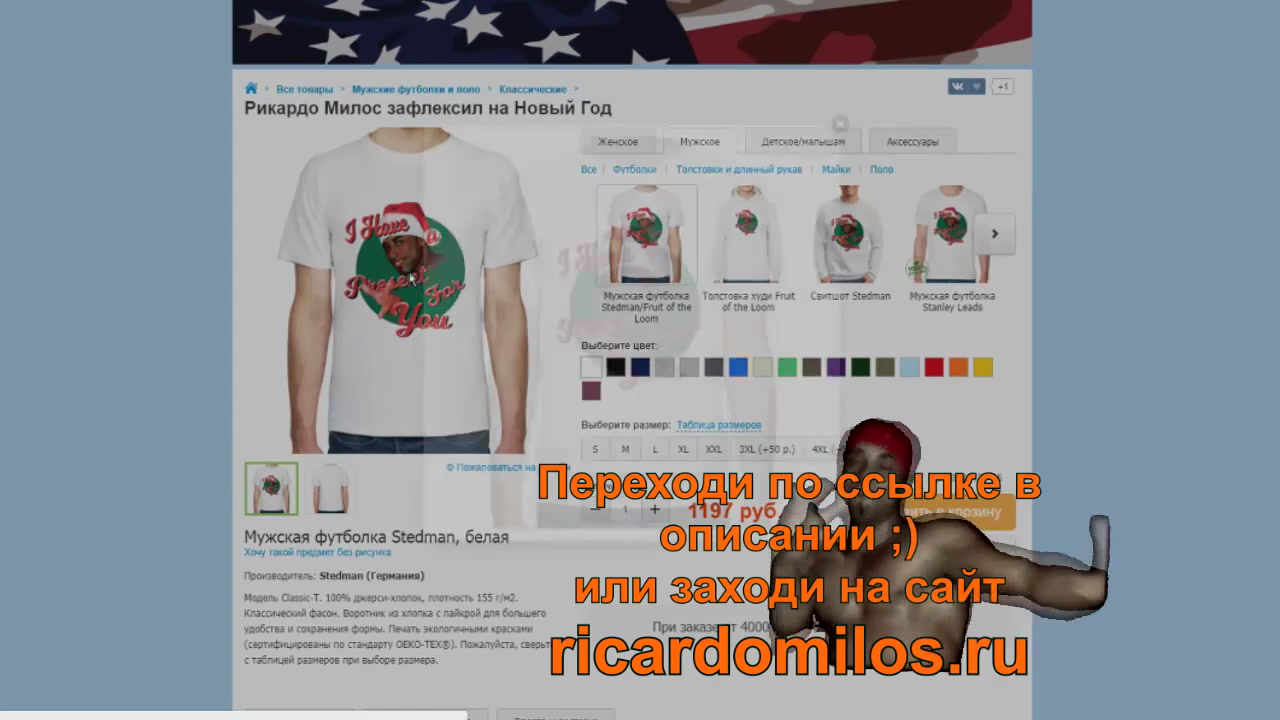 Все товары > Мужские футболки и поло > Классические >
+1
Рикардо Милос зафлексил на Новый Год
Женское Мужское Детское/малышам Аксессуары
Все | Футболки | Толстовки и длинный рукав | Майки | Поло
I Have a
Present
For
You
Мужская футболка Stedman/Fruit of the Loom
Толстовка худи Fruit of the Loom
Свитшот Stedman
Мужская футболка Stanley Leads
Выберите цвет:
Выберите размер: Таблица размеров
S M L XL XXL 3XL (+50 р.) 4XL (+
Пожаловаться на
− 1 + 1197 руб.
вить в корзину
Переходи по ссылке в
описании ;)
или заходи на сайт
ricardomilos.ru
Мужская футболка Stedman, белая
Хочу такой предмет без рисунка
Производитель: Stedman (Германия)
Модель Classic-T. 100% джерси-хлопок, плотность 155 г/м2.
Классический фасон. Воротник из хлопка с лайкрой для большего
удобства и сохранения формы. Печать экологичными красками
(сертифицированы по стандарту OEKO-TEX®). Пожалуйста, сверьт
с таблицей размеров при выборе размера.
При заказе от 4000